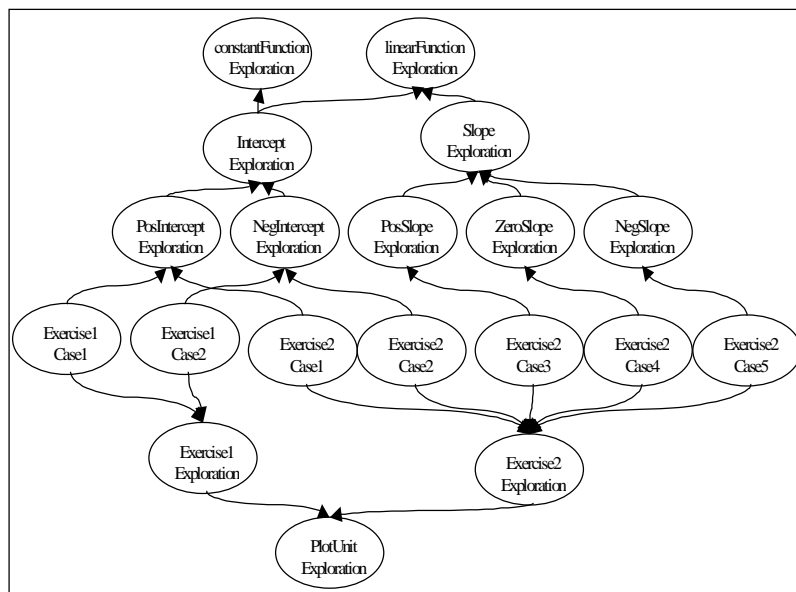 constantFunction
Exploration
linearFunction
Exploration
Intercept
Exploration
Slope
Exploration
PosIntercept
Exploration
NegIntercept
Exploration
PosSlope
Exploration
ZeroSlope
Exploration
NegSlope
Exploration
Exercise1
Case1
Exercise1
Case2
Exercise2
Case1
Exercise2
Case2
Exercise2
Case3
Exercise2
Case4
Exercise2
Case5
Exercise1
Exploration
Exercise2
Exploration
PlotUnit
Exploration